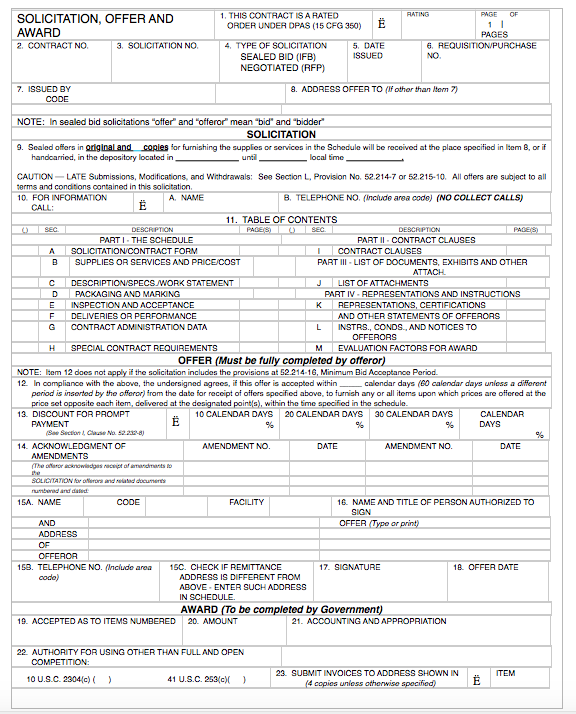 SOLICITATION, OFFER AND
AWARD
1. THIS CONTRACT IS A RATED
ORDER UNDER DPAS (15 CFG 350)
Ë
RATING
PAGE OF
1 |
PAGES
2. CONTRACT NO.
3. SOLICITATION NO.
4. TYPE OF SOLICITATION
SEALED BID (IFB)
NEGOTIATED (RFP)
5. DATE
ISSUED
6. REQUISITION/PURCHASE
NO.
7. ISSUED BY
CODE
8. ADDRESS OFFER TO (If other than Item 7)
NOTE: In sealed bid solicitations "offer" and "offeror" mean "bid" and "bidder"
SOLICITATION
9. Sealed offers in original and copies for furnishing the supplies or services in the Schedule will be received at the place specified in Item 8, or if
handcarried, in the depository located in ________ until ________ local time ________.
CAUTION — LATE Submissions, Modifications, and Withdrawals: See Section L, Provision No. 52.214-7 or 52.215-10. All offers are subject to all
terms and conditions contained in this solicitation.
10. FOR INFORMATION
CALL:
Ë
A. NAME
B. TELEPHONE NO. (Include area code) (NO COLLECT CALLS)
11. TABLE OF CONTENTS
(.) SEC. DESCRIPTION PAGE(S) (.) SEC. DESCRIPTION PAGE(S)
PART I - THE SCHEDULE PART II - CONTRACT CLAUSES
A SOLICITATION/CONTRACT FORM I CONTRACT CLAUSES
B SUPPLIES OR SERVICES AND PRICE/COST PART III - LIST OF DOCUMENTS, EXHIBITS AND OTHER
ATTACH.
C DESCRIPTION/SPECS./WORK STATEMENT J LIST OF ATTACHMENTS
D PACKAGING AND MARKING PART IV - REPRESENTATIONS AND INSTRUCTIONS
E INSPECTION AND ACCEPTANCE K REPRESENTATIONS, CERTIFICATIONS
F DELIVERIES OR PERFORMANCE AND OTHER STATEMENTS OF OFFERORS
G CONTRACT ADMINISTRATION DATA L INSTRS., CONDS., AND NOTICES TO
OFFERORS
H SPECIAL CONTRACT REQUIREMENTS M EVALUATION FACTORS FOR AWARD
OFFER (Must be fully completed by offeror)
NOTE: Item 12 does not apply if the solicitation includes the provisions at 52.214-16, Minimum Bid Acceptance Period.
12. In compliance with the above, the undersigned agrees, if this offer is accepted within _____ calendar days (60 calendar days unless a different
period is inserted by the offeror) from the date for receipt of offers specified above, to furnish any or all items upon which prices are offered at the
price set opposite each item, delivered at the designated point(s), within the time specified in the schedule.
13. DISCOUNT FOR PROMPT
PAYMENT
(See Section I, Clause No. 52.232-8)
Ë
10 CALENDAR DAYS
%
20 CALENDAR DAYS
%
30 CALENDAR DAYS
%
CALENDAR
DAYS
%
14. ACKNOWLEDGMENT OF
AMENDMENTS
(The offeror acknowledges receipt of amendments to
the
SOLICITATION for offerors and related documents
numbered and dated:
AMENDMENT NO. DATE AMENDMENT NO. DATE
15A. NAME CODE FACILITY
AND
ADDRESS
OF
OFFEROR
16. NAME AND TITLE OF PERSON AUTHORIZED TO
SIGN
OFFER (Type or print)
15B. TELEPHONE NO. (Include area
code)
15C. CHECK IF REMITTANCE
ADDRESS IS DIFFERENT FROM
ABOVE - ENTER SUCH ADDRESS
IN SCHEDULE.
17. SIGNATURE
18. OFFER DATE
AWARD (To be completed by Government)
19. ACCEPTED AS TO ITEMS NUMBERED
20. AMOUNT
21. ACCOUNTING AND APPROPRIATION
22. AUTHORITY FOR USING OTHER THAN FULL AND OPEN
COMPETITION:
10 U.S.C. 2304(c) ( ) 41 U.S.C. 253(c)( )
23. SUBMIT INVOICES TO ADDRESS SHOWN IN
(4 copies unless otherwise specified)
Ë
ITEM